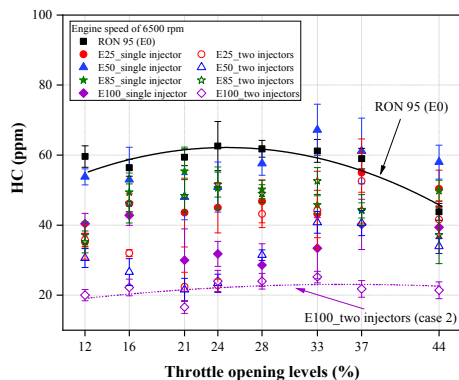 Engine speed of 6500 rpm
RON 95 (E0)
E25_single injector
E25_two injectors
E50_single injector
E50_two injectors
E85_single injector
E85_two injectors
E100_single injector
E100_two injectors
RON 95 (E0)
E100_two injectors (case 2)
HC (ppm)
100
80
60
40
20
12
16
21
24
28
33
37
44
Throttle opening levels (%)